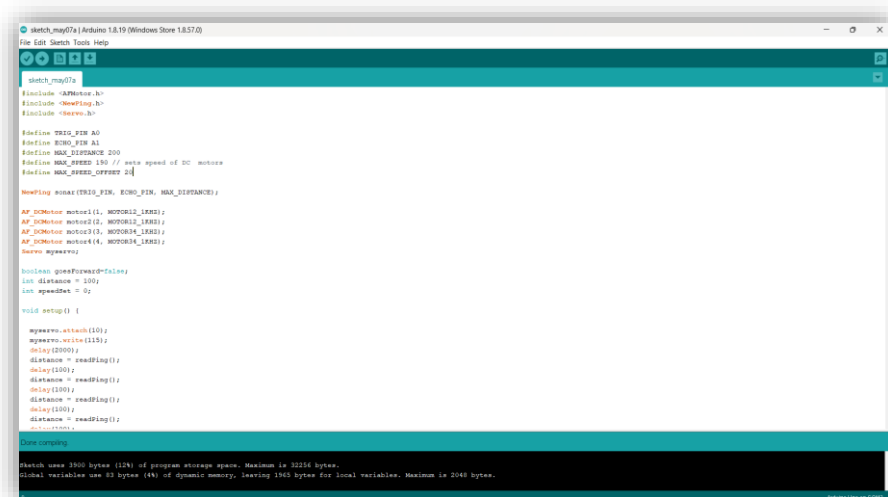 sketch_may07a | Arduino 1.8.19 (Windows Store 1.8.57.0)
File Edit Sketch Tools Help
sketch_may07a
#include <AFMotor.h>
#include <NewPing.h>
#include <Servo.h>
#define TRIG_PIN A0
#define ECHO_PIN A1
#define MAX_DISTANCE 200
#define MAX_SPEED 190 // sets speed of DC  motors
#define MAX_SPEED_OFFSET 20
NewPing sonar(TRIG_PIN, ECHO_PIN, MAX_DISTANCE);
AF_DCMotor motor1(1, MOTOR12_1KHZ);
AF_DCMotor motor2(2, MOTOR12_1KHZ);
AF_DCMotor motor3(3, MOTOR34_1KHZ);
AF_DCMotor motor4(4, MOTOR34_1KHZ);
Servo myservo;
boolean goesForward=false;
int distance = 100;
int speedSet = 0;
void setup() {
myservo.attach(10);
myservo.write(115);
delay(2000);
distance = readPing();
delay(100);
distance = readPing();
delay(100);
distance = readPing();
delay(100);
distance = readPing();
delay(100);
Done compiling.
Sketch uses 3900 bytes (12%) of program storage space. Maximum is 32256 bytes.
Global variables use 83 bytes (4%) of dynamic memory, leaving 1965 bytes for local variables. Maximum is 2048 bytes.